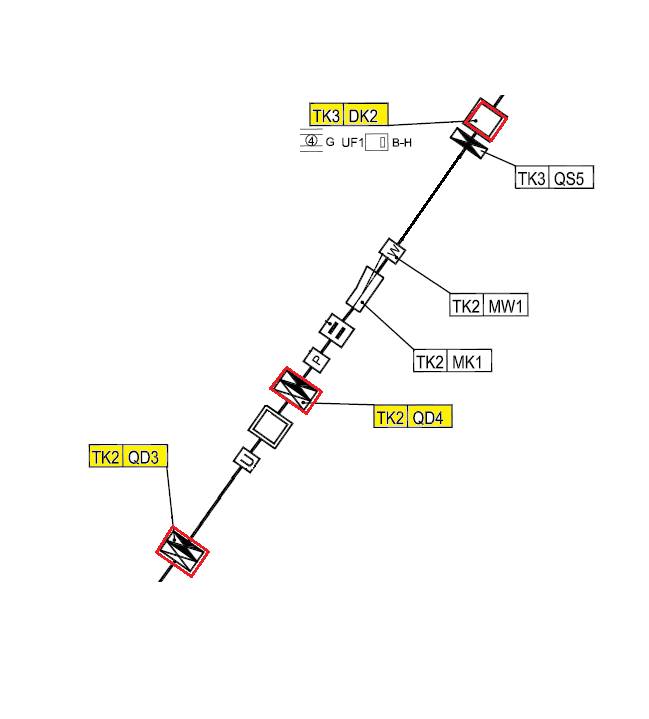 TK3 DK2
④ G UF1 B-H
TK3 QS5
W
TK2 MW1
TK2 MK1
P
TK2 QD4
U
TK2 QD3